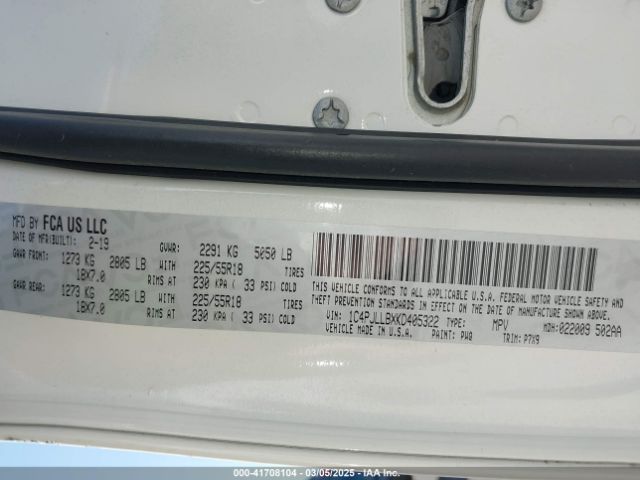 MFD BY FCA US LLC
DATE OF MFR(BUILT): 2-19 GVWR: 2291 KG 5050 LB
GAWR FRONT: 1273 KG 2805 LB WITH 225/55R18 TIRES
18X7.0 RIMS AT 230 KPA ( 33 PSI) COLD
GAWR REAR: 1273 KG 2805 LB WITH 225/55R18 TIRES
18X7.0 RIMS AT 230 KPA ( 33 PSI) COLD
THIS VEHICLE CONFORMS TO ALL APPLICABLE U.S.A. FEDERAL MOTOR VEHICLE SAFETY AND
THEFT PREVENTION STANDARDS IN EFFECT ON THE DATE OF MANUFACTURE SHOWN ABOVE.
VIN: 1C4PJLLBXKD405322 TYPE: MPV MDH: 022009 502AA
VEHICLE MADE IN U.S.A. PAINT: PW7 TRIM: P7X9
000-41708104 — 03/05/2025 - IAA Inc.